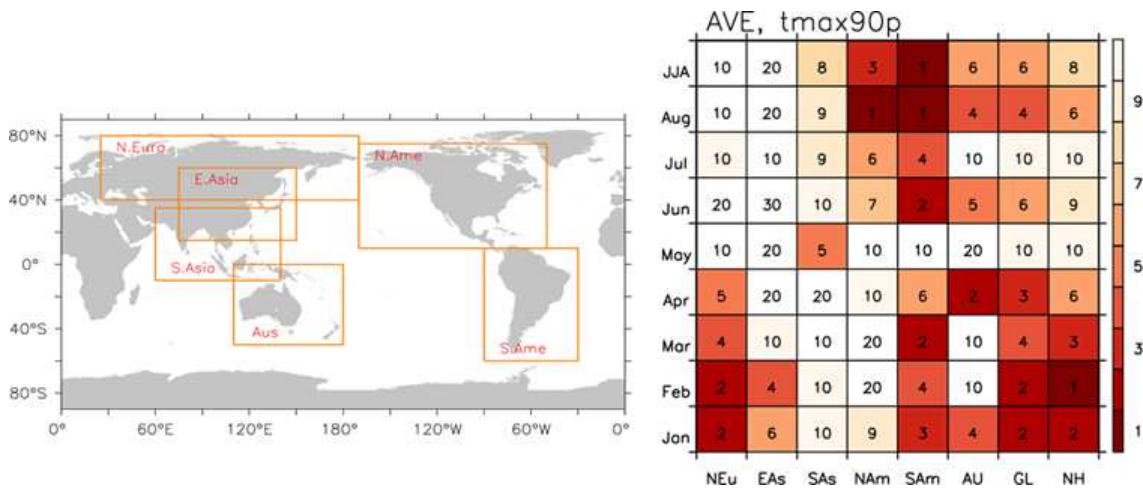 AVE, tmax90p
80°N
40°N
0°
40°S
80°S
0° 60°E 120°E 180° 120°W 60°W 0°
N.Euro
N.Ame
E.Asia
S.Asia
Aus
S.Ame
JJA 10 20 8 3 1 6 6 8
Aug 10 20 9 1 1 4 4 6
Jul 10 10 9 6 4 10 10 10
Jun 20 30 10 7 2 5 6 9
May 10 20 5 10 10 20 10 10
Apr 5 20 20 10 6 2 3 6
Mar 4 10 10 20 2 10 4 3
Feb 2 4 10 20 4 10 2 1
Jan 2 6 10 9 3 4 2 2
NEu EAs SAs NAm SAm AU GL NH
9
7
5
3
1